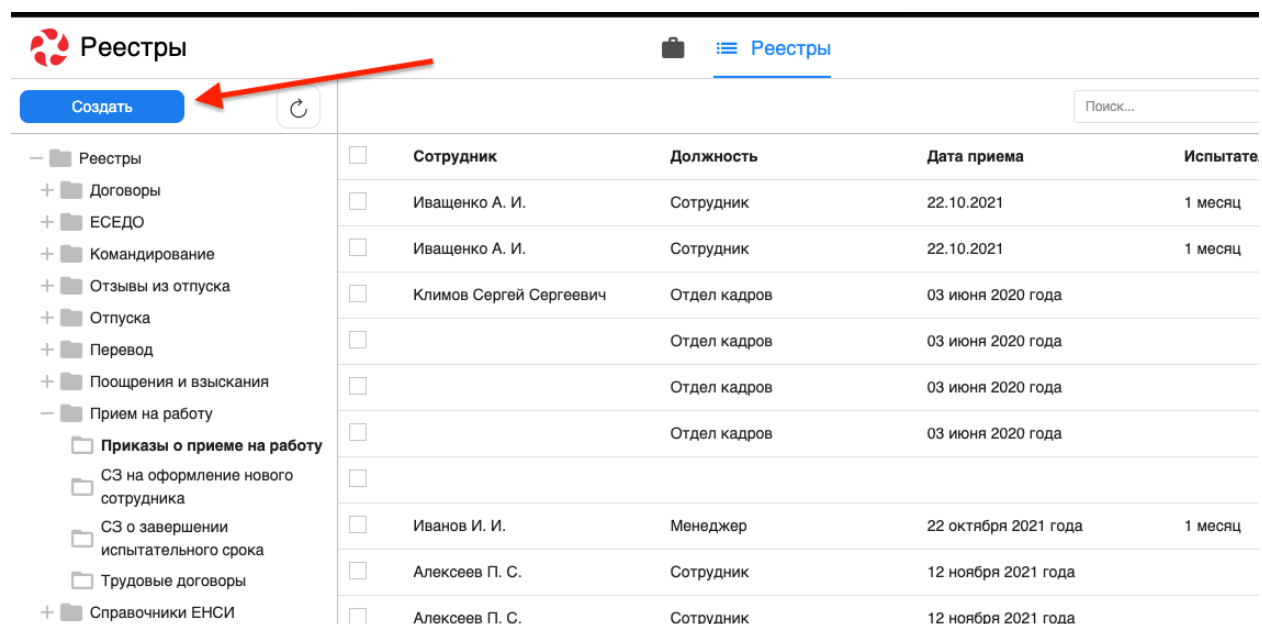 Реестры
Реестры
Создать
Поиск...
Реестры
Договоры
ЕСЕДО
Командирование
Отзывы из отпуска
Отпуска
Перевод
Поощрения и взыскания
Прием на работу
Приказы о приеме на работу
СЗ на оформление нового
сотрудника
СЗ о завершении
испытательного срока
Трудовые договоры
Справочники ЕНСИ
Сотрудник Должность Дата приема Испытате
Иващенко А. И. Сотрудник 22.10.2021 1 месяц
Иващенко А. И. Сотрудник 22.10.2021 1 месяц
Климов Сергей Сергеевич Отдел кадров 03 июня 2020 года
Отдел кадров 03 июня 2020 года
Отдел кадров 03 июня 2020 года
Отдел кадров 03 июня 2020 года
Иванов И. И. Менеджер 22 октября 2021 года 1 месяц
Алексеев П. С. Сотрудник 12 ноября 2021 года
Алексеев П. С. Сотрудник 12 ноября 2021 года